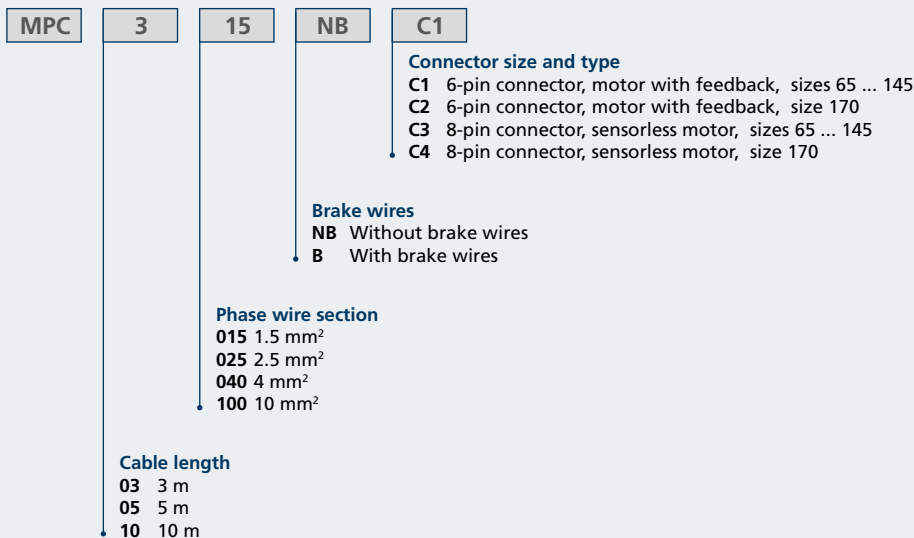 MPC 3 15 NB C1
Connector size and type
C1 6-pin connector, motor with feedback, sizes 65 ... 145
C2 6-pin connector, motor with feedback, size 170
C3 8-pin connector, sensorless motor, sizes 65 ... 145
C4 8-pin connector, sensorless motor, size 170
Brake wires
NB Without brake wires
B With brake wires
Phase wire section
015 1.5 mm²
025 2.5 mm²
040 4 mm²
100 10 mm²
Cable length
03 3 m
05 5 m
10 10 m